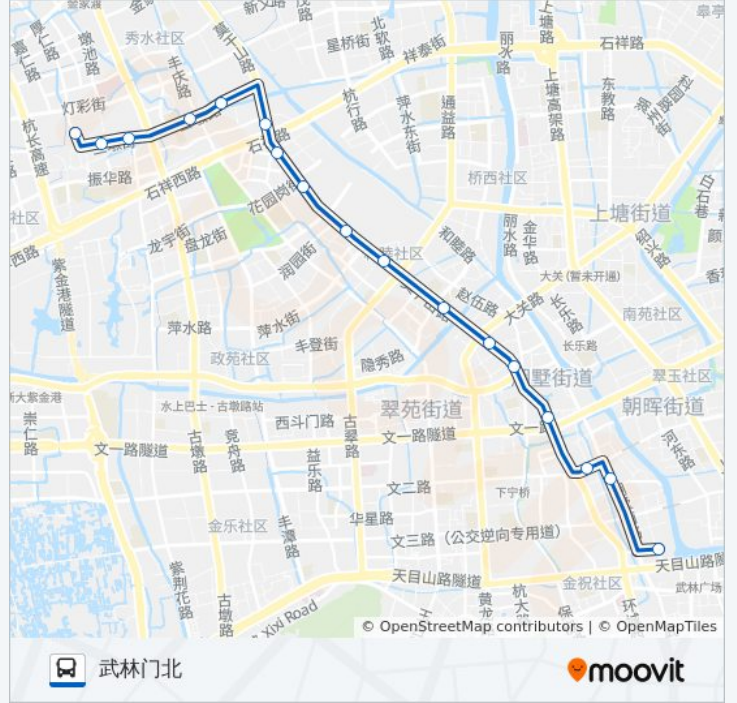 秀水社区
莫干山路
星桥街
北软路
祥泰街
丽水路
上塘路
石祥路
嘉仁路
厚仁路
墩池路
丰庆路
灯彩街
杭行路
萍水东街
通益路
上塘高架路
东教路
杭长高速
振华路
石祥西路
花园岗街
桥西社区
上塘街道
白石巷
社区
龙宇街
盘龙街
润园街
和睦路
丽水路
金华路
绍兴路
紫金港隧道
大关 (暂未开通)
赵伍路
大关路
长乐路
南苑社区
萍水路
萍水街
丰登街
政苑社区
隐秀路
长乐路
翠玉社区
水上巴士 - 古墩路站
翠苑街道
朝晖街道
崇仁路
西斗门路
古翠路
文一路隧道
文一路隧道
古墩路
竞舟路
益乐路
河东路
文二路
下宁桥
金乐社区
丰潭路
华星路
文三路（公交逆向专用道）
天目山路隧道
天目山路隧
紫荆花路
古墩路
金祝社区
武林广场
Xixi Road
© OpenStreetMap contributors | © OpenMapTiles
武林门北
moovit